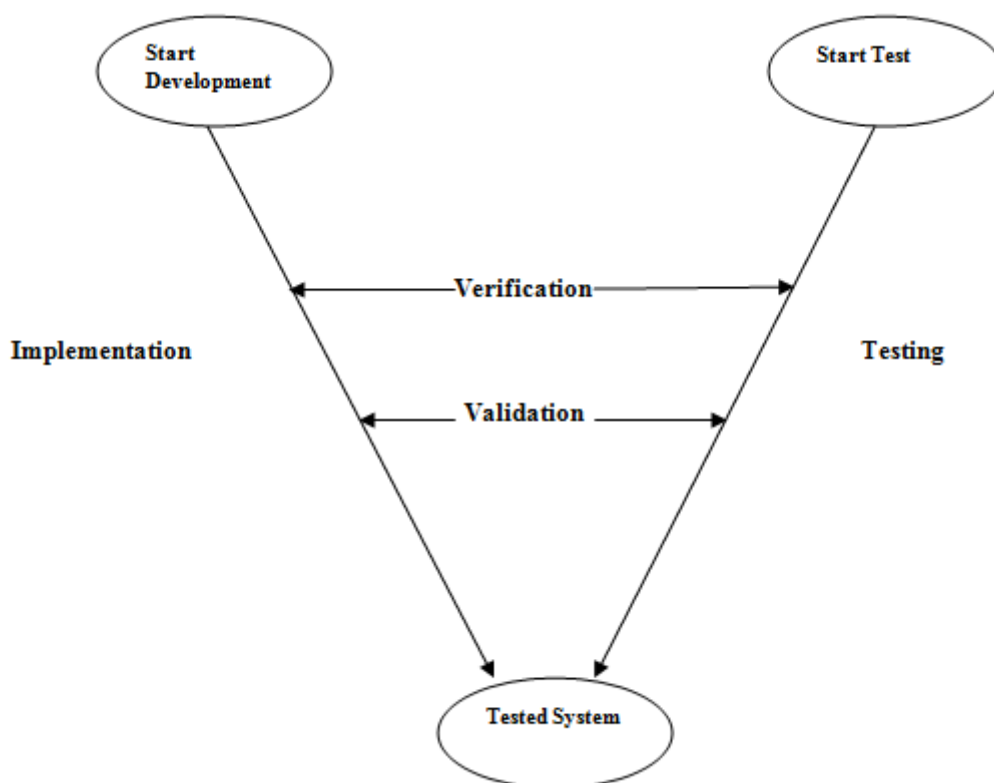 Start
Development
Start Test
Verification
Implementation
Testing
Validation
Tested System